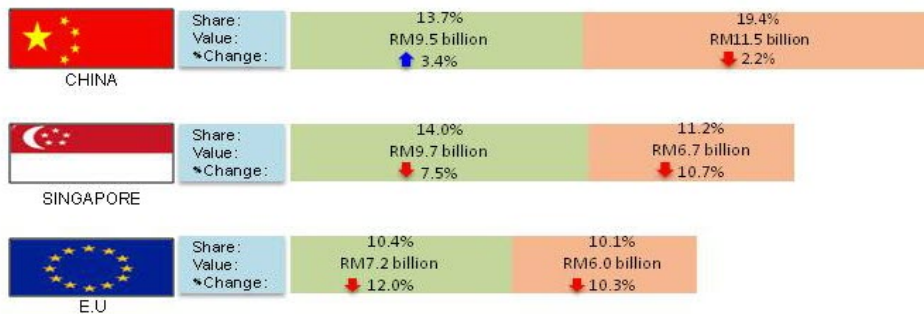 Share: 13.7% 19.4%
Value: RM9.5 billion RM11.5 billion
%Change: 3.4% 2.2%
CHINA
Share: 14.0% 11.2%
Value: RM9.7 billion RM6.7 billion
%Change: 7.5% 10.7%
SINGAPORE
Share: 10.4% 10.1%
Value: RM7.2 billion RM6.0 billion
%Change: 12.0% 10.3%
E.U